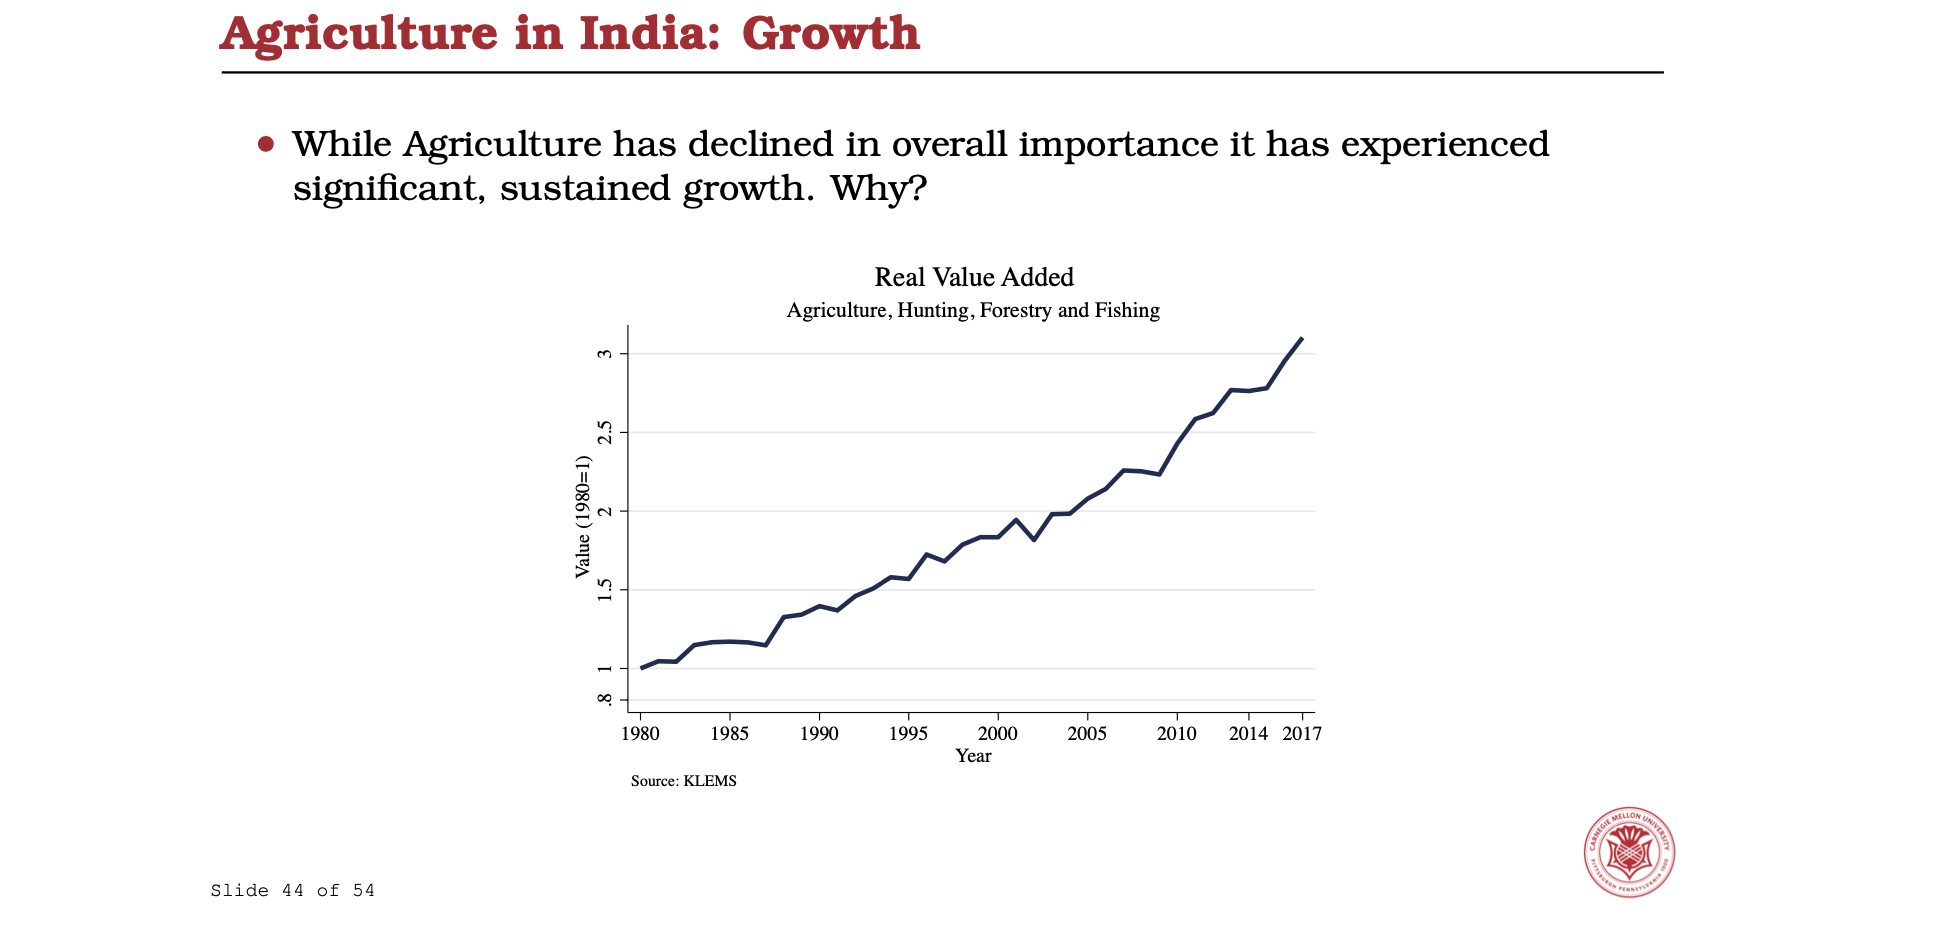 Agriculture in India: Growth
While Agriculture has declined in overall importance it has experienced
significant, sustained growth. Why?
Real Value Added
Agriculture, Hunting, Forestry and Fishing
Value (1980=1)
3
2.5
2
1.5
1
.8
1980 1985 1990 1995 2000 2005 2010 2014 2017
Year
Source: KLEMS
CARNEGIE MELLON UNIVERSITY
PITTSBURGH PENNSYLVANIA 1900
Slide 44 of 54